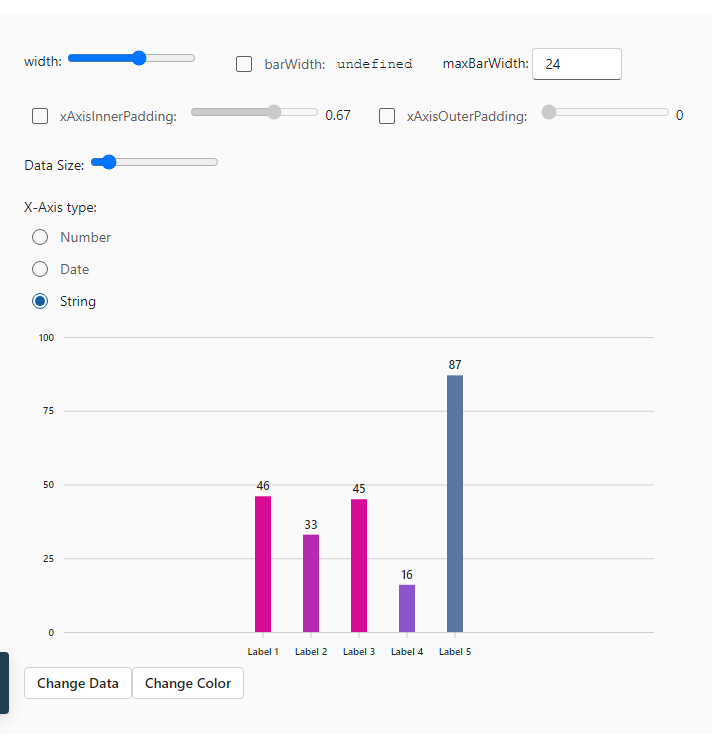 width:
barWidth: undefined
maxBarWidth: 24
xAxisInnerPadding: 0.67
xAxisOuterPadding: 0
Data Size:
X-Axis type:
Number
Date
String
100
87
75
50
46
45
33
25
16
0
Label 1 Label 2 Label 3 Label 4 Label 5
Change Data Change Color